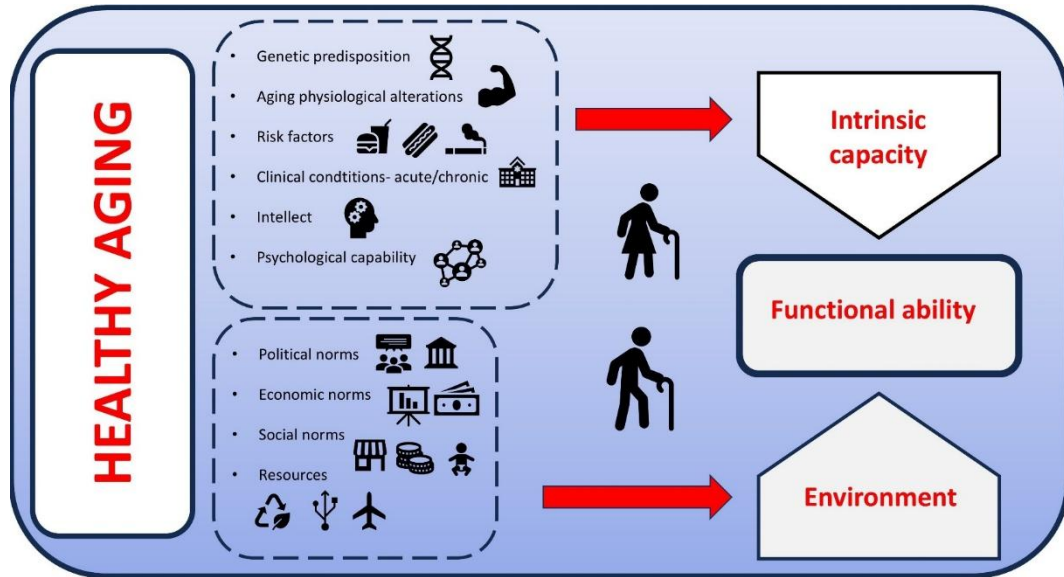 HEALTHY AGING
• Genetic predisposition
• Aging physiological alterations
• Risk factors
• Clinical condtitions- acute/chronic
• Intellect
• Psychological capability
• Political norms
• Economic norms
• Social norms
• Resources
Intrinsic
capacity
Functional ability
Environment